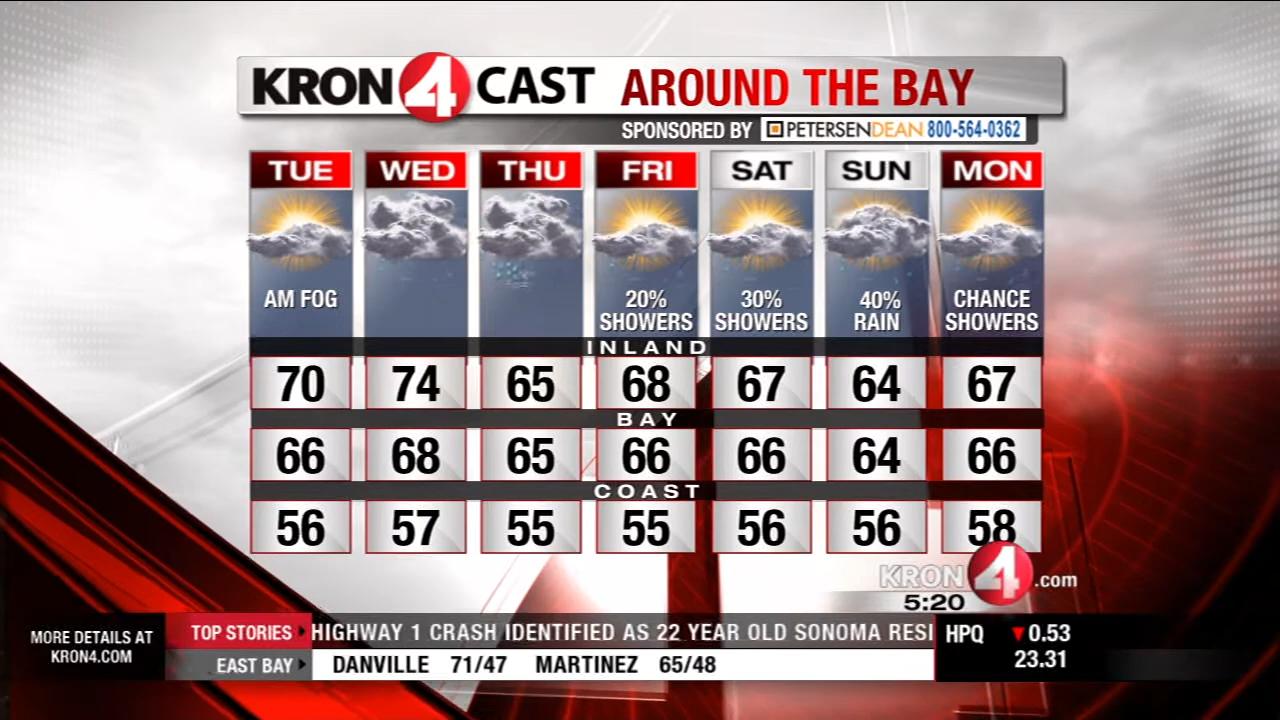 KRON 4 CAST AROUND THE BAY
SPONSORED BY PETERSENDEAN 800-564-0362
TUE WED THU FRI SAT SUN MON
AM FOG 20% SHOWERS 30% SHOWERS 40% RAIN CHANCE SHOWERS
INLAND
70 74 65 68 67 64 67
BAY
66 68 65 66 66 64 66
COAST
56 57 55 55 56 56 58
KRON 4 .com
5:20
MORE DETAILS AT
KRON4.COM
TOP STORIES HIGHWAY 1 CRASH IDENTIFIED AS 22 YEAR OLD SONOMA RESI
EAST BAY DANVILLE 71/47 MARTINEZ 65/48
HPQ 0.53
23.31